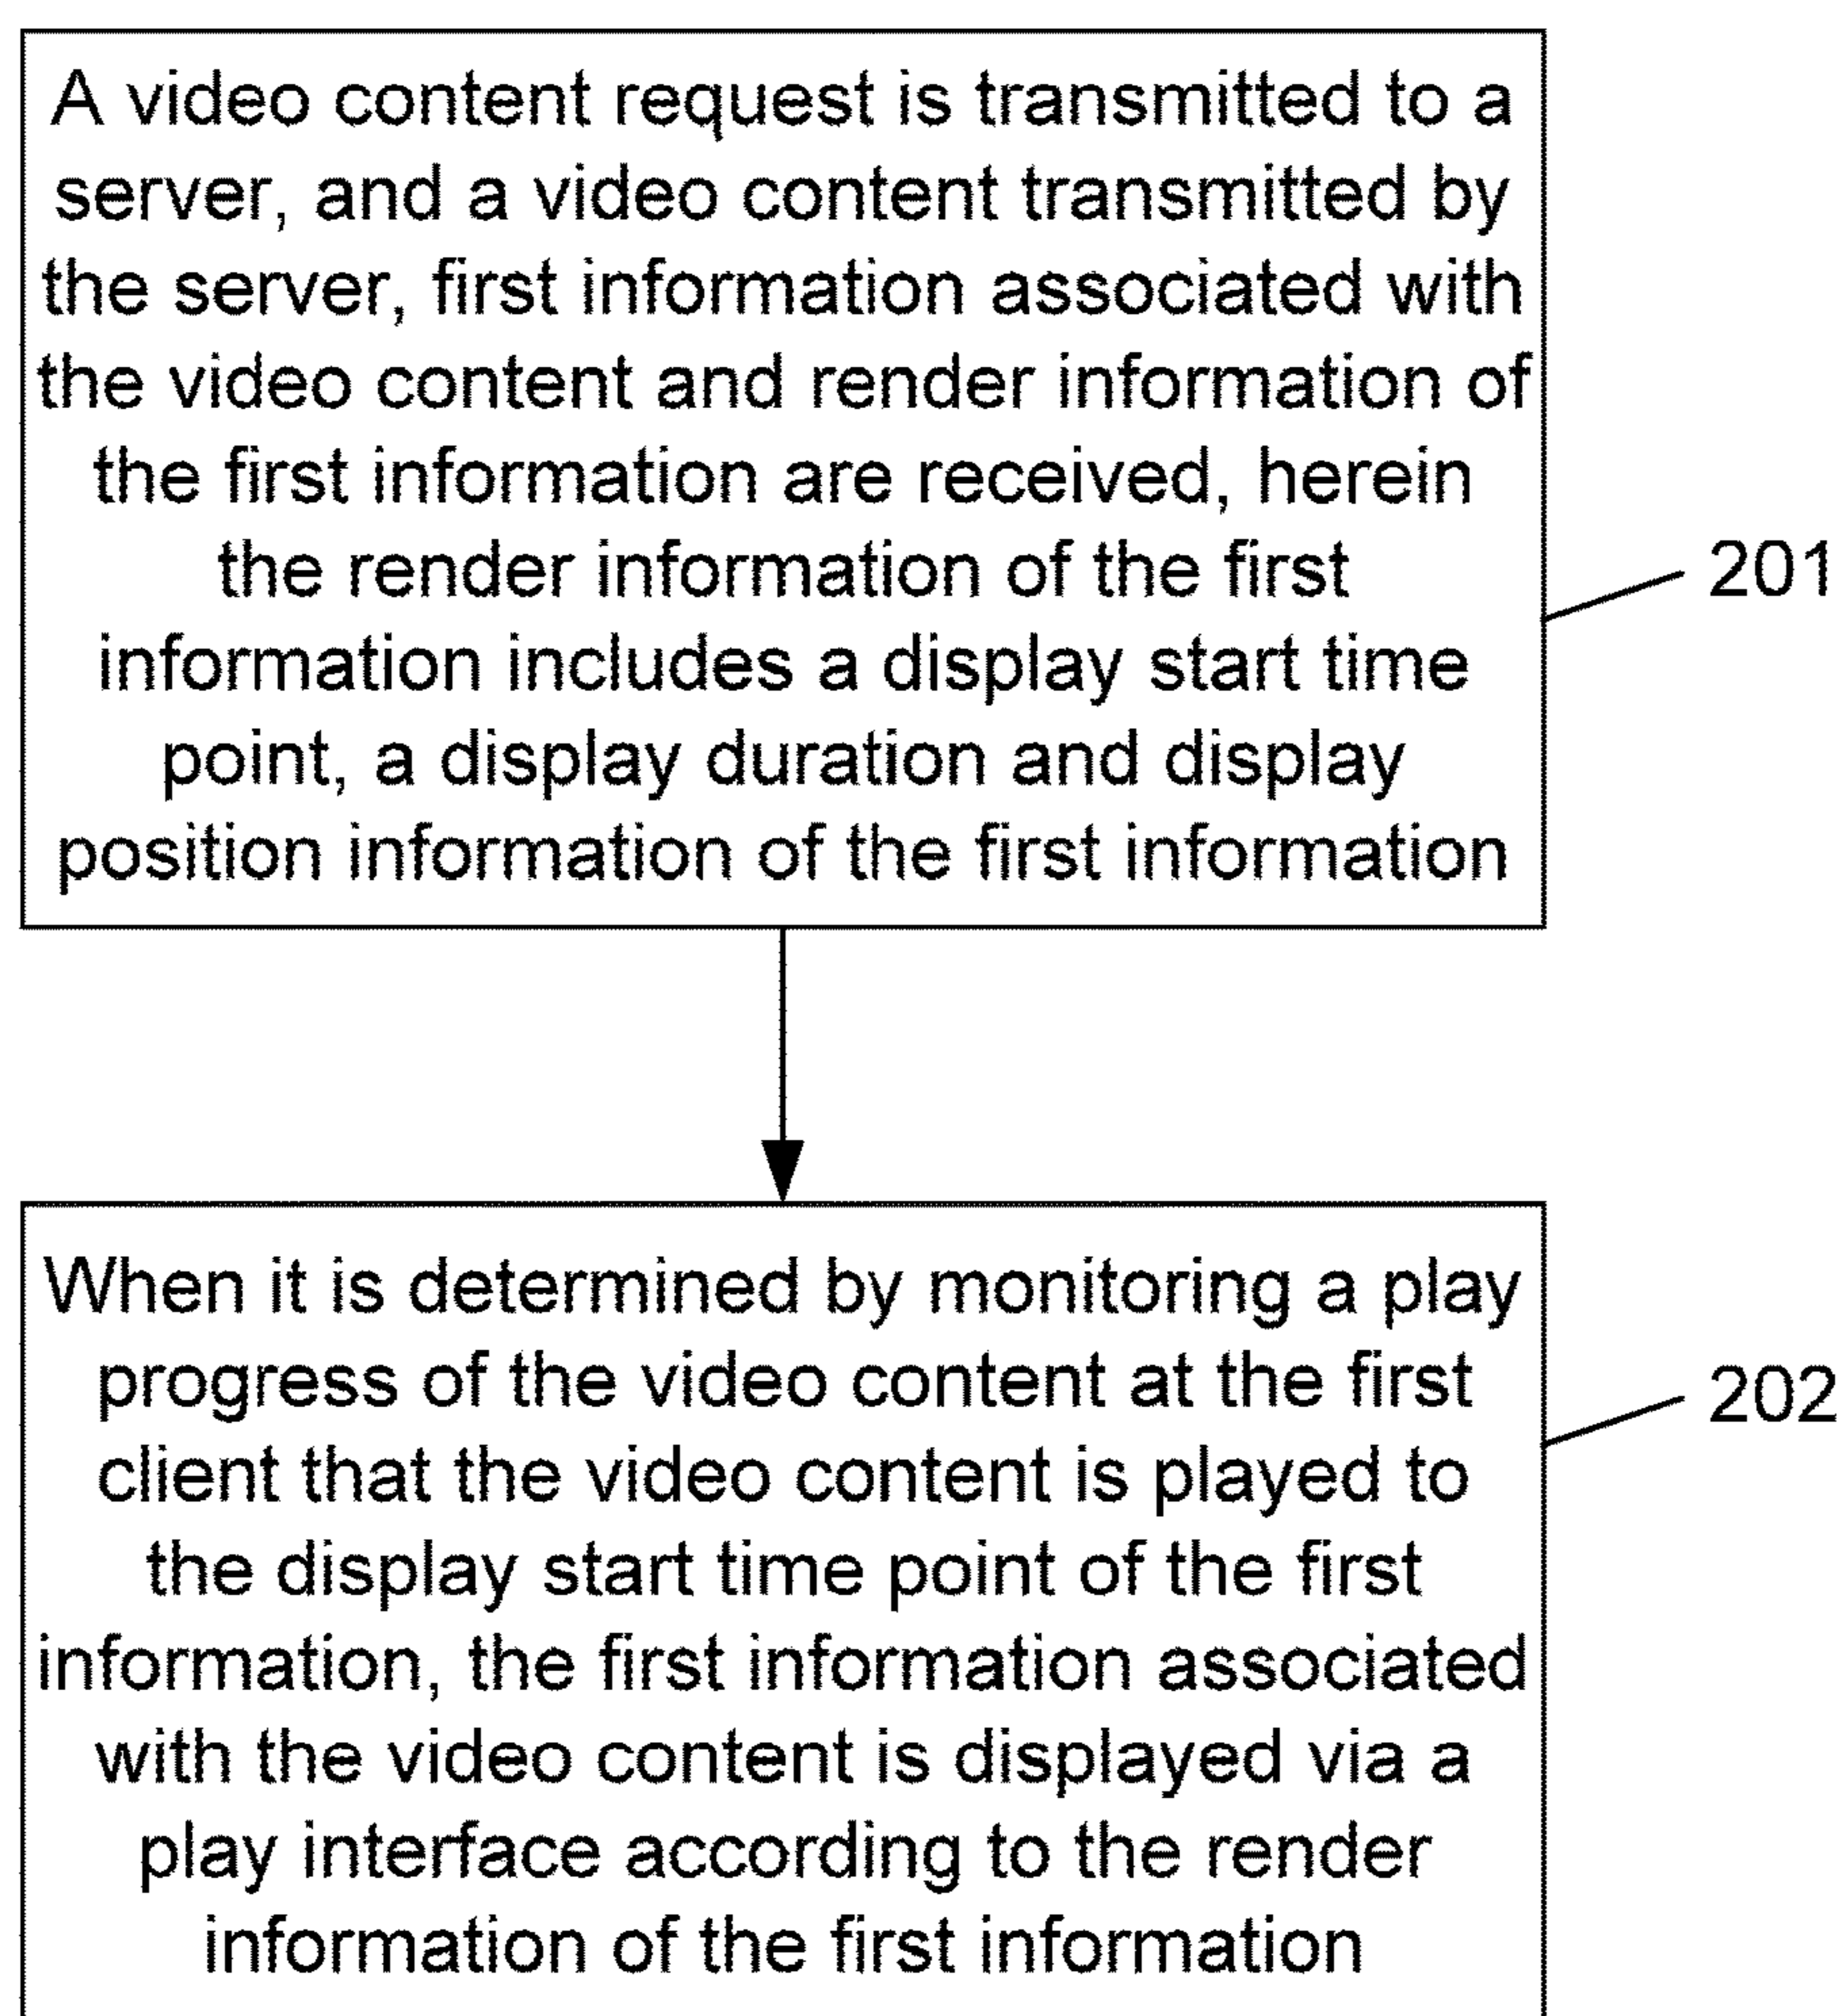 A video content request is transmitted to a
server, and a video content transmitted by
the server, first information associated with
the video content and render information of
the first information are received, herein
the render information of the first
information includes a display start time
point, a display duration and display
position information of the first information
201
When it is determined by monitoring a play
progress of the video content at the first
client that the video content is played to
the display start time point of the first
information, the first information associated
with the video content is displayed via a
play interface according to the render
information of the first information
202